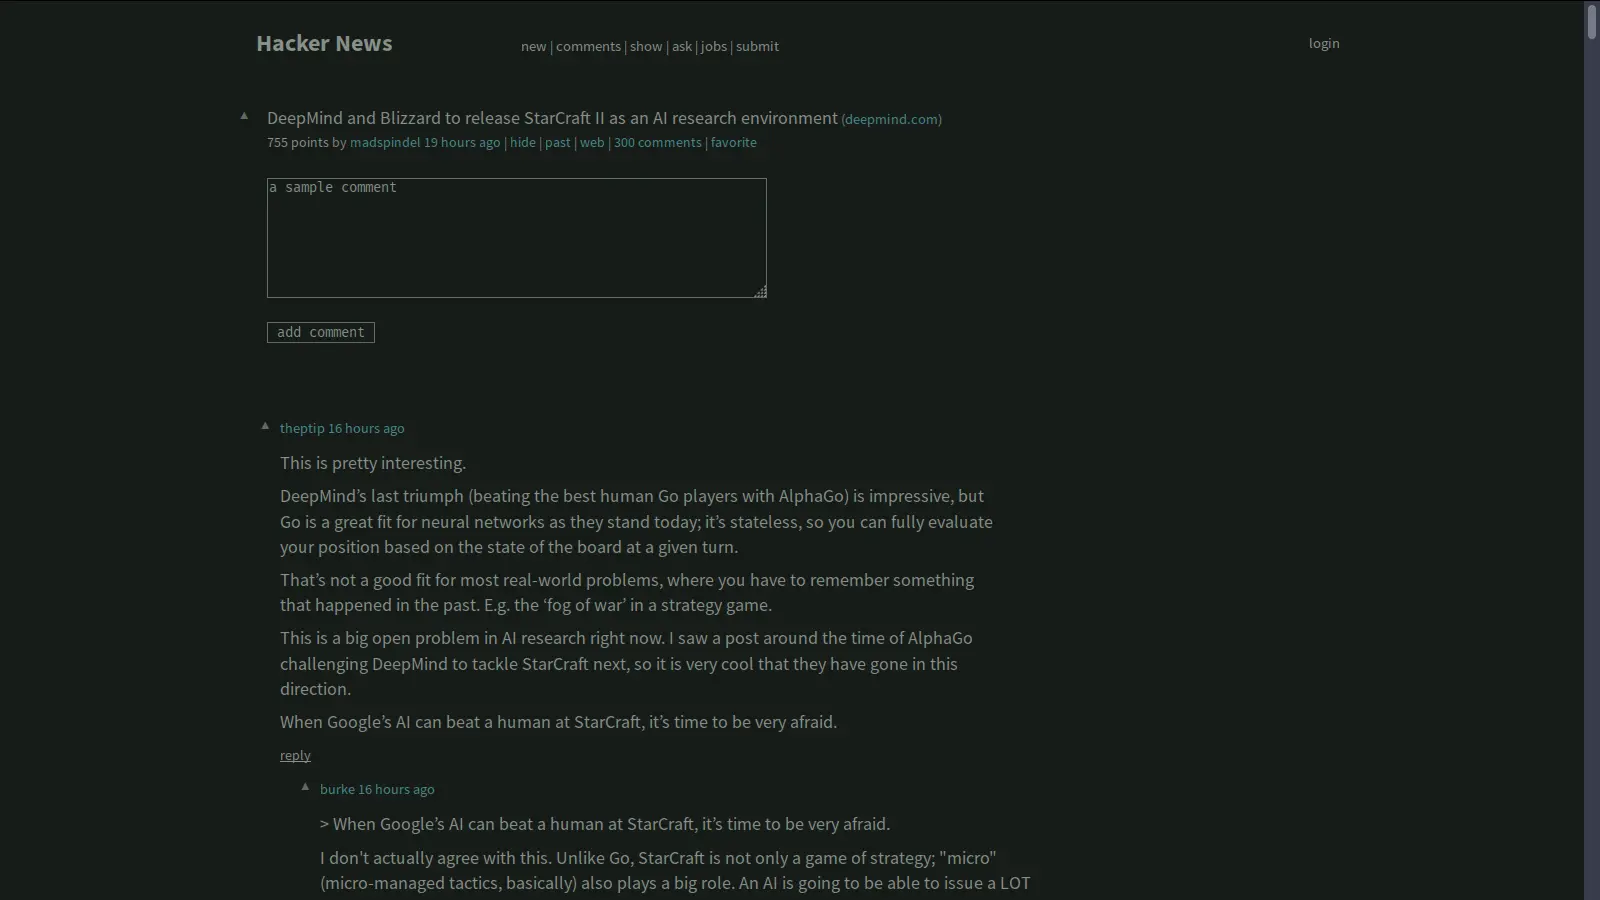 Hacker News
new | comments | show | ask | jobs | submit
login
▲ DeepMind and Blizzard to release StarCraft II as an AI research environment (deepmind.com)
755 points by madspindel 19 hours ago | hide | past | web | 300 comments | favorite
a sample comment
add comment
▲ theptip 16 hours ago
This is pretty interesting.
DeepMind’s last triumph (beating the best human Go players with AlphaGo) is impressive, but
Go is a great fit for neural networks as they stand today; it’s stateless, so you can fully evaluate
your position based on the state of the board at a given turn.
That’s not a good fit for most real-world problems, where you have to remember something
that happened in the past. E.g. the ‘fog of war’ in a strategy game.
This is a big open problem in AI research right now. I saw a post around the time of AlphaGo
challenging DeepMind to tackle StarCraft next, so it is very cool that they have gone in this
direction.
When Google’s AI can beat a human at StarCraft, it’s time to be very afraid.
reply
▲ burke 16 hours ago
> When Google’s AI can beat a human at StarCraft, it’s time to be very afraid.
I don't actually agree with this. Unlike Go, StarCraft is not only a game of strategy; "micro"
(micro-managed tactics, basically) also plays a big role. An AI is going to be able to issue a LOT